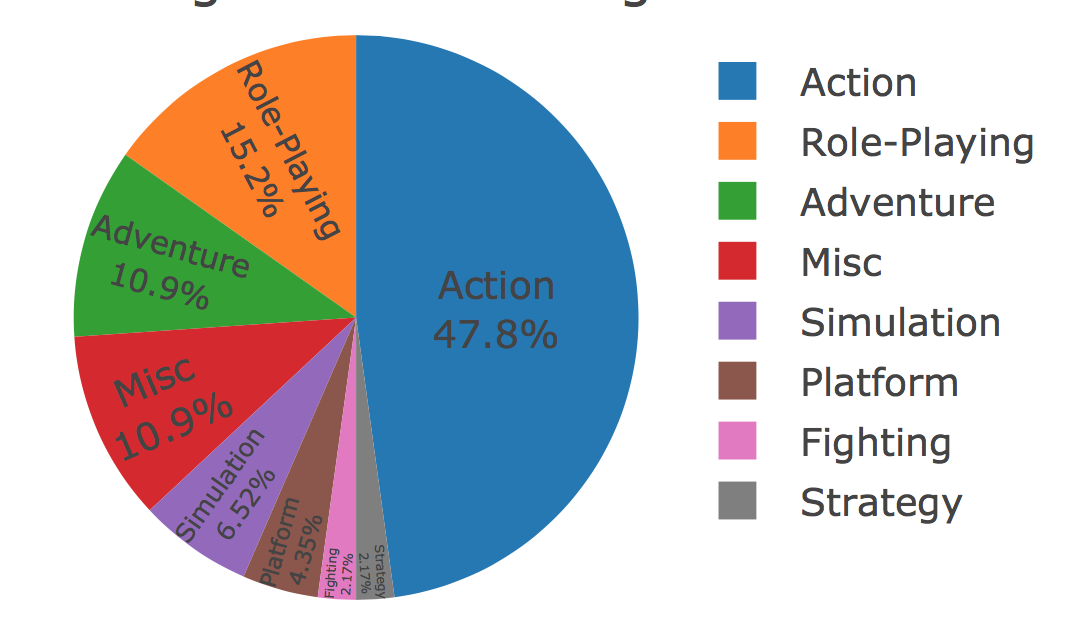 Role-Playing
15.2%
Adventure
10.9%
Action
47.8%
Misc
10.9%
Simulation
6.52%
Platform
4.35%
Fighting
2.17%
Strategy
2.17%
Action
Role-Playing
Adventure
Misc
Simulation
Platform
Fighting
Strategy